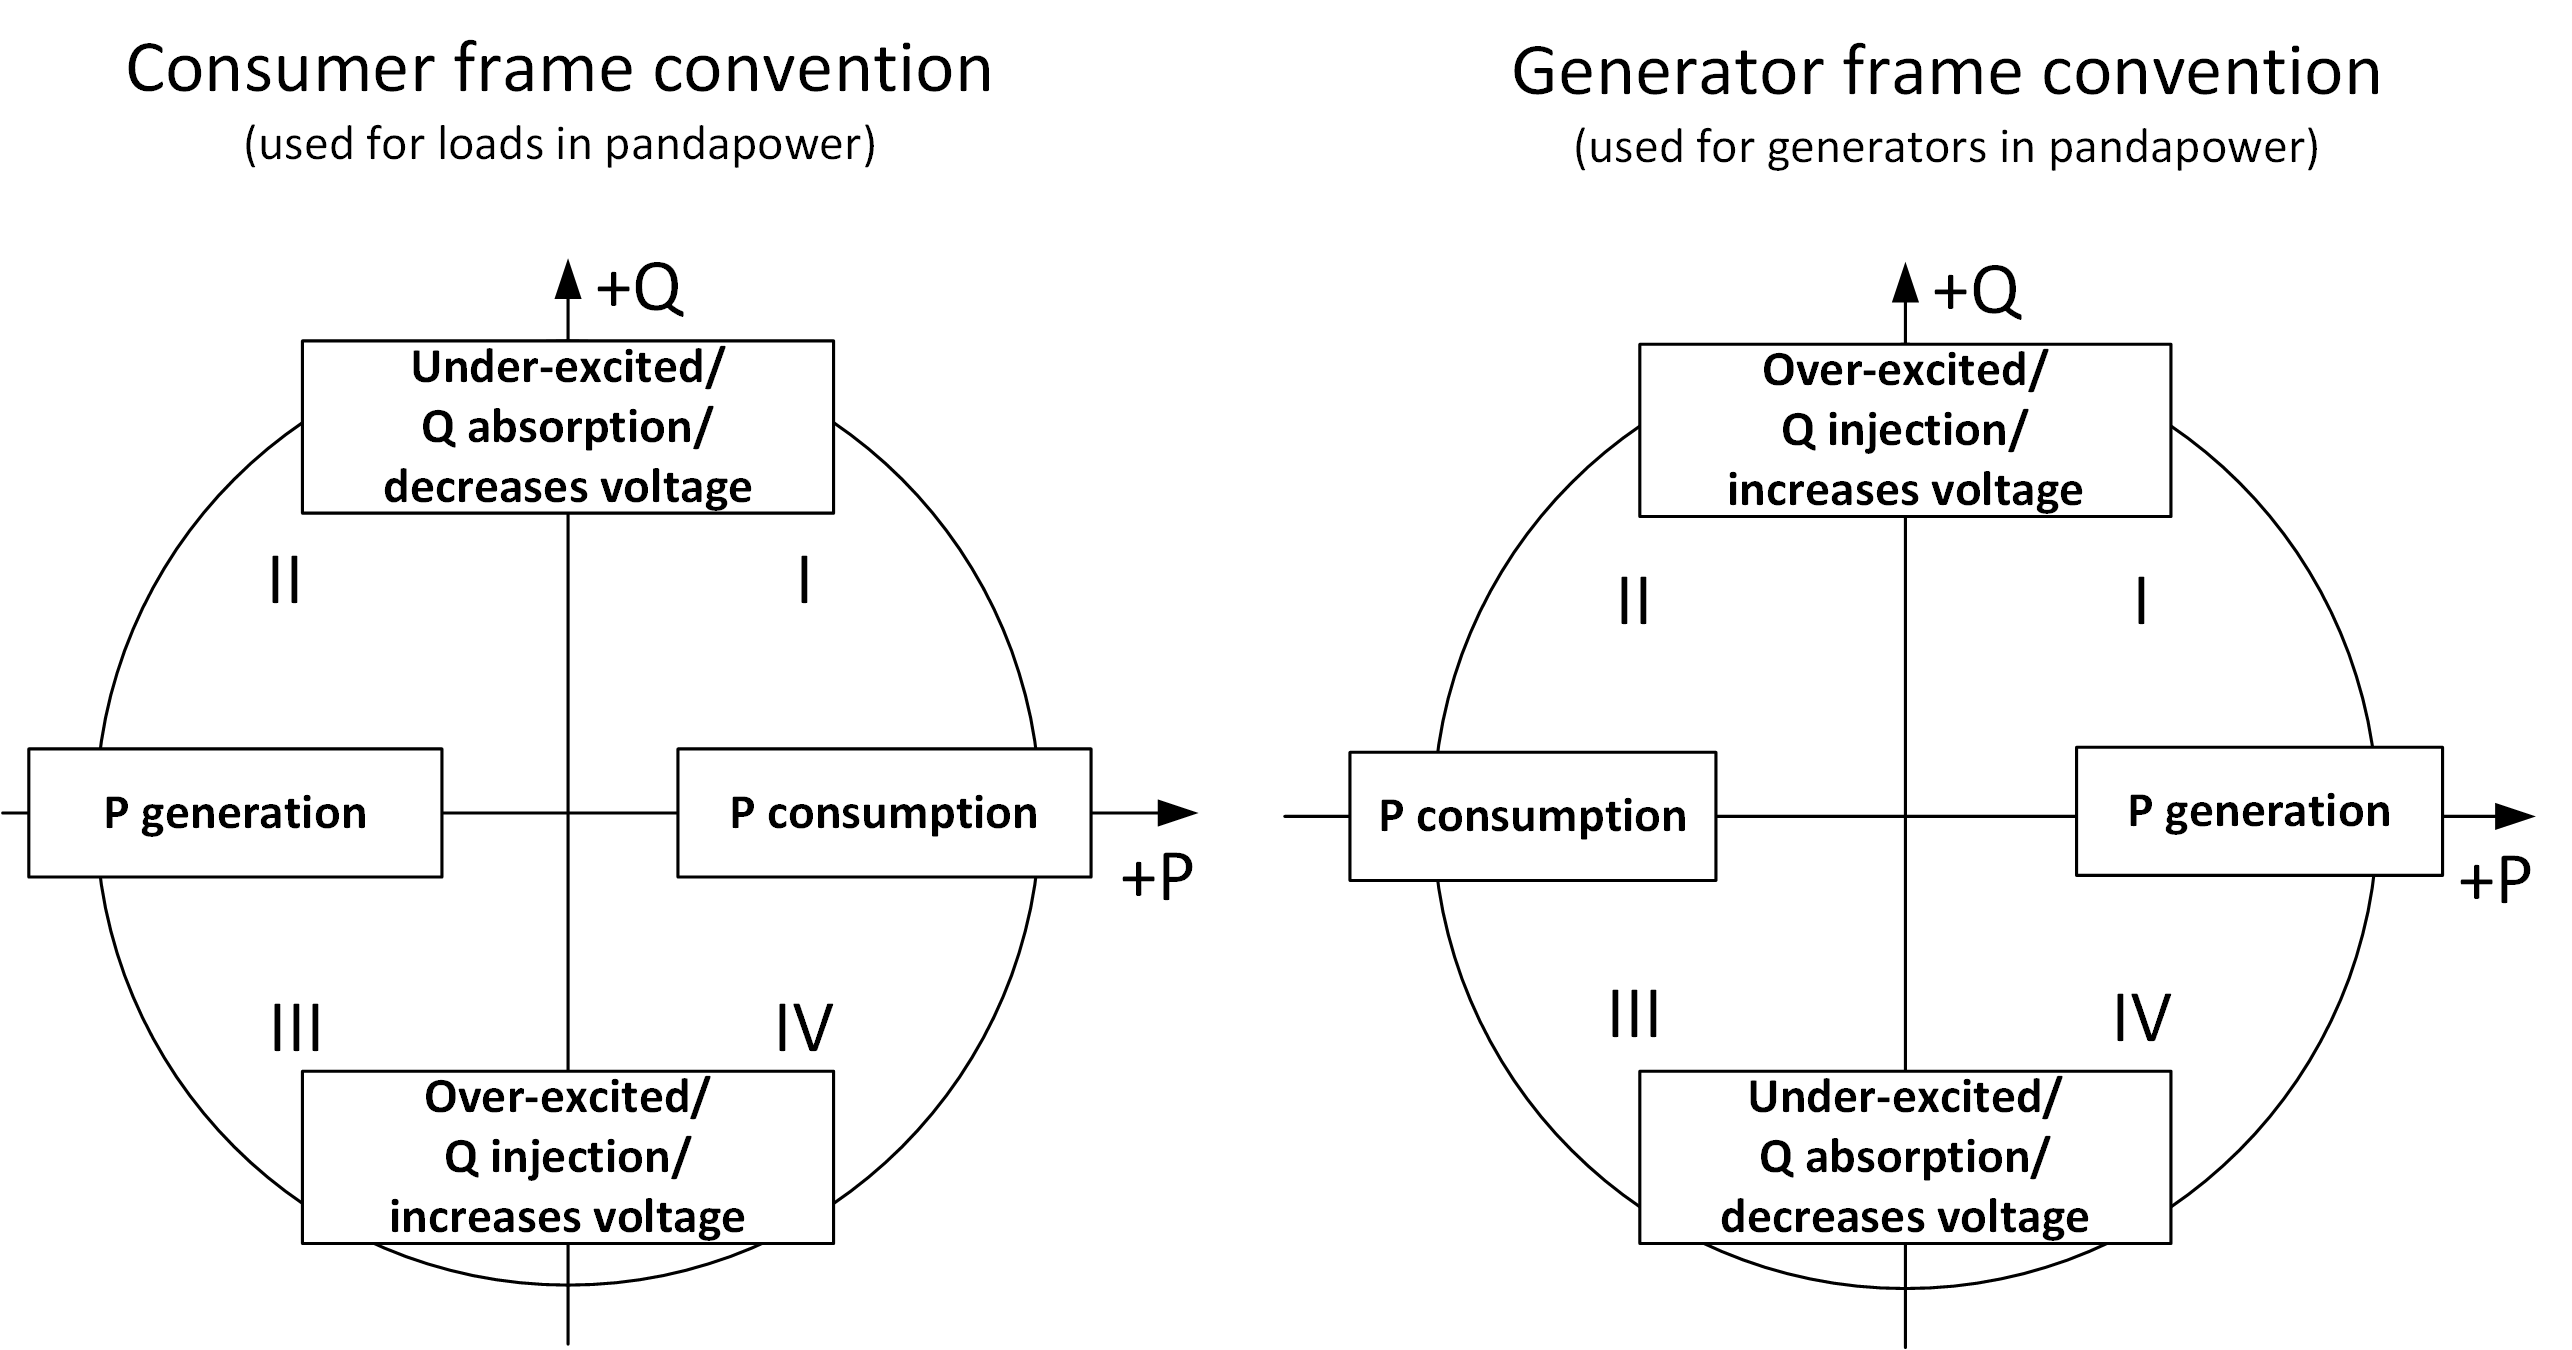 Consumer frame convention
(used for loads in pandapower)
+Q
Under-excited/
Q absorption/
decreases voltage
II
I
P generation
P consumption
+P
III
IV
Over-excited/
Q injection/
increases voltage
Generator frame convention
(used for generators in pandapower)
+Q
Over-excited/
Q injection/
increases voltage
II
I
P consumption
P generation
+P
III
IV
Under-excited/
Q absorption/
decreases voltage